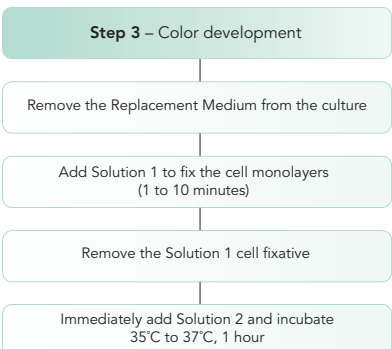 Step 3 – Color development
Remove the Replacement Medium from the culture
Add Solution 1 to fix the cell monolayers
(1 to 10 minutes)
Remove the Solution 1 cell fixative
Immediately add Solution 2 and incubate
35˚C to 37˚C, 1 hour